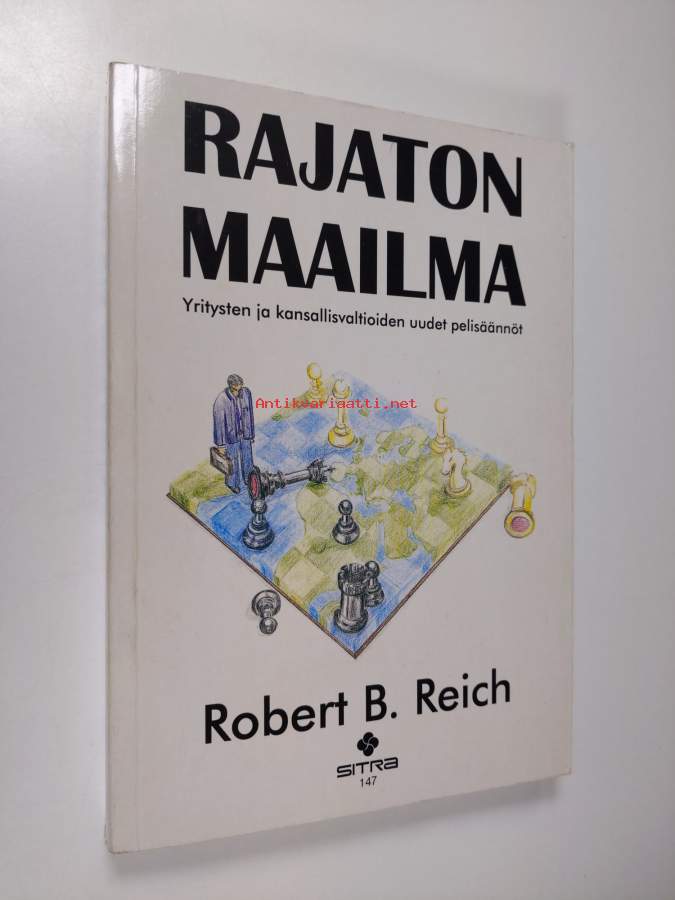 RAJATON
MAAILMA
Yritysten ja kansallisvaltioiden uudet pelisäännöt
Antikvariaatti.net
Robert B. Reich
SITRA
147